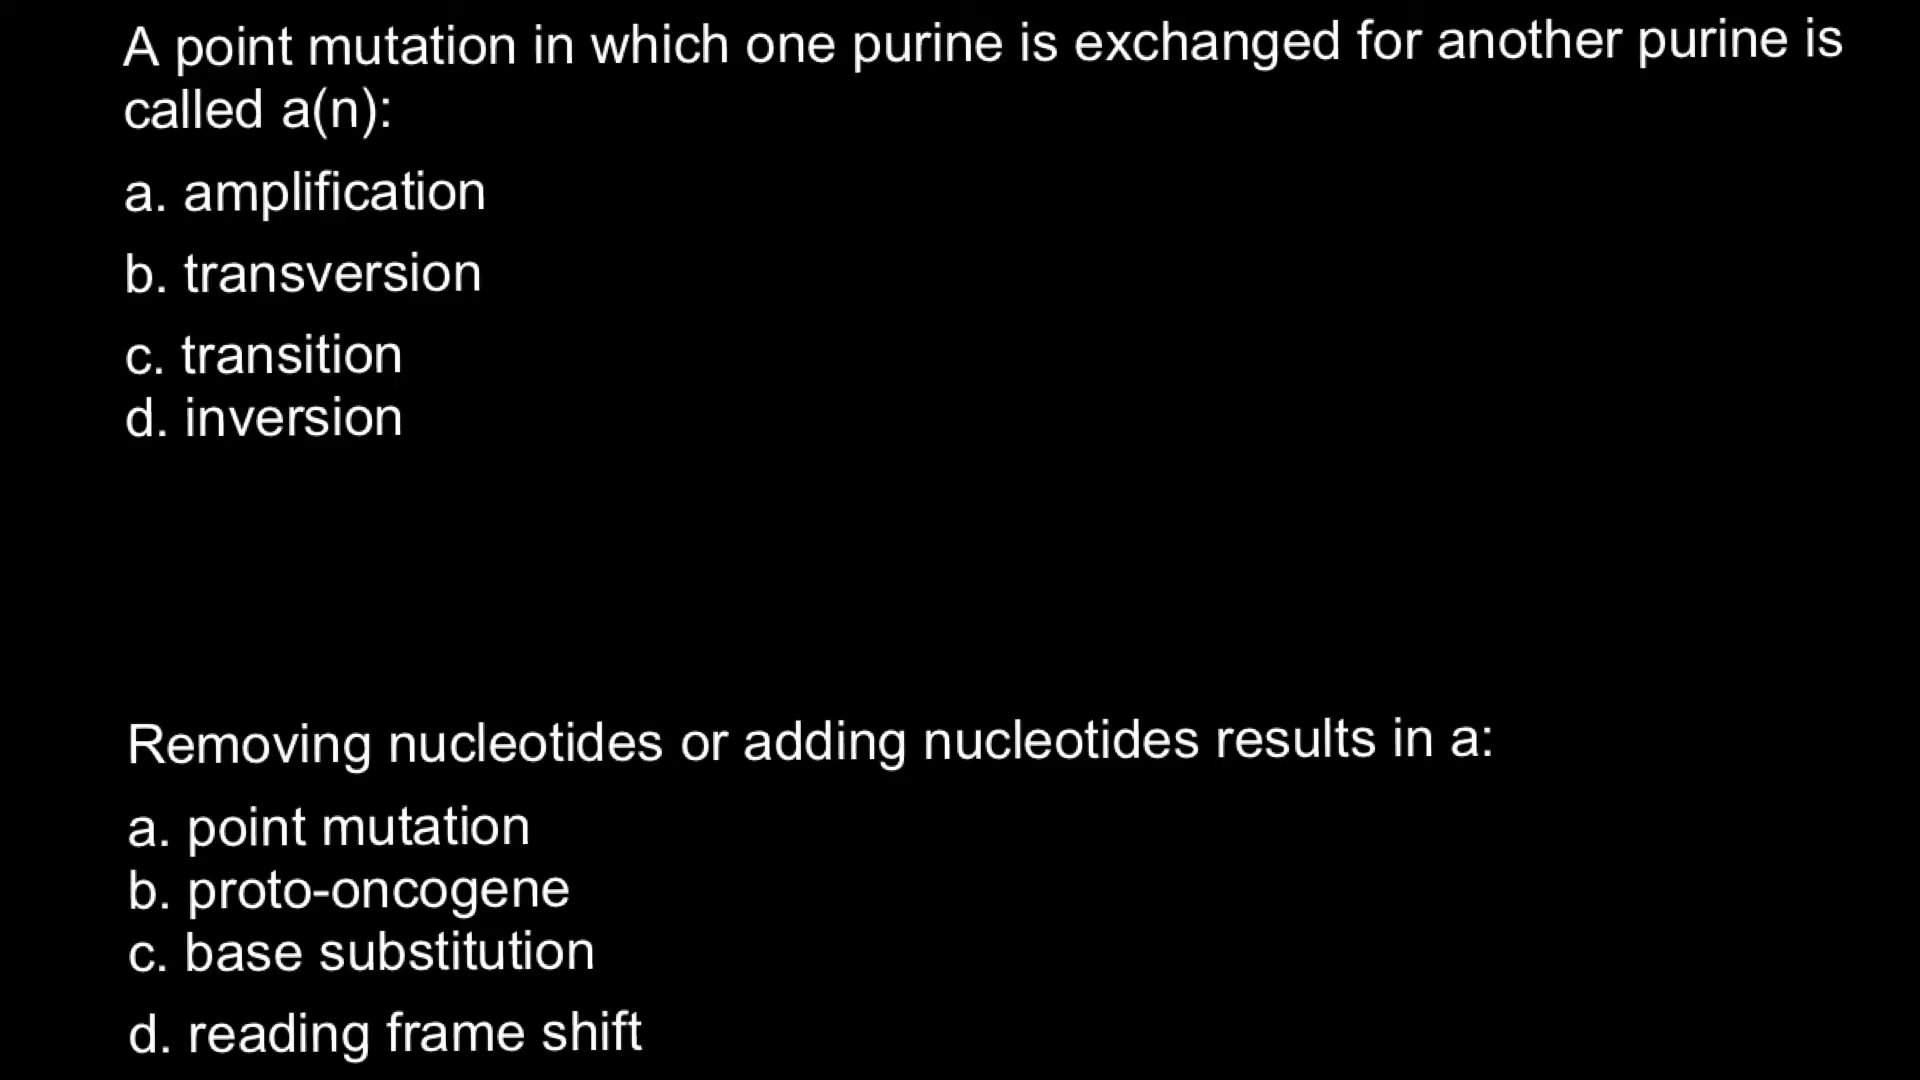 A point mutation in which one purine is exchanged for another purine is
called a(n):
a. amplification
b. transversion
c. transition
d. inversion
Removing nucleotides or adding nucleotides results in a:
a. point mutation
b. proto-oncogene
c. base substitution
d. reading frame shift